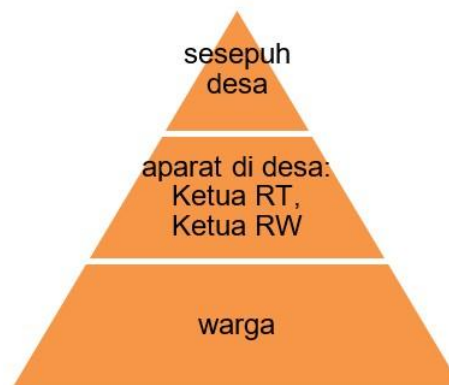 sesepuh
desa
aparat di desa:
Ketua RT,
Ketua RW
warga